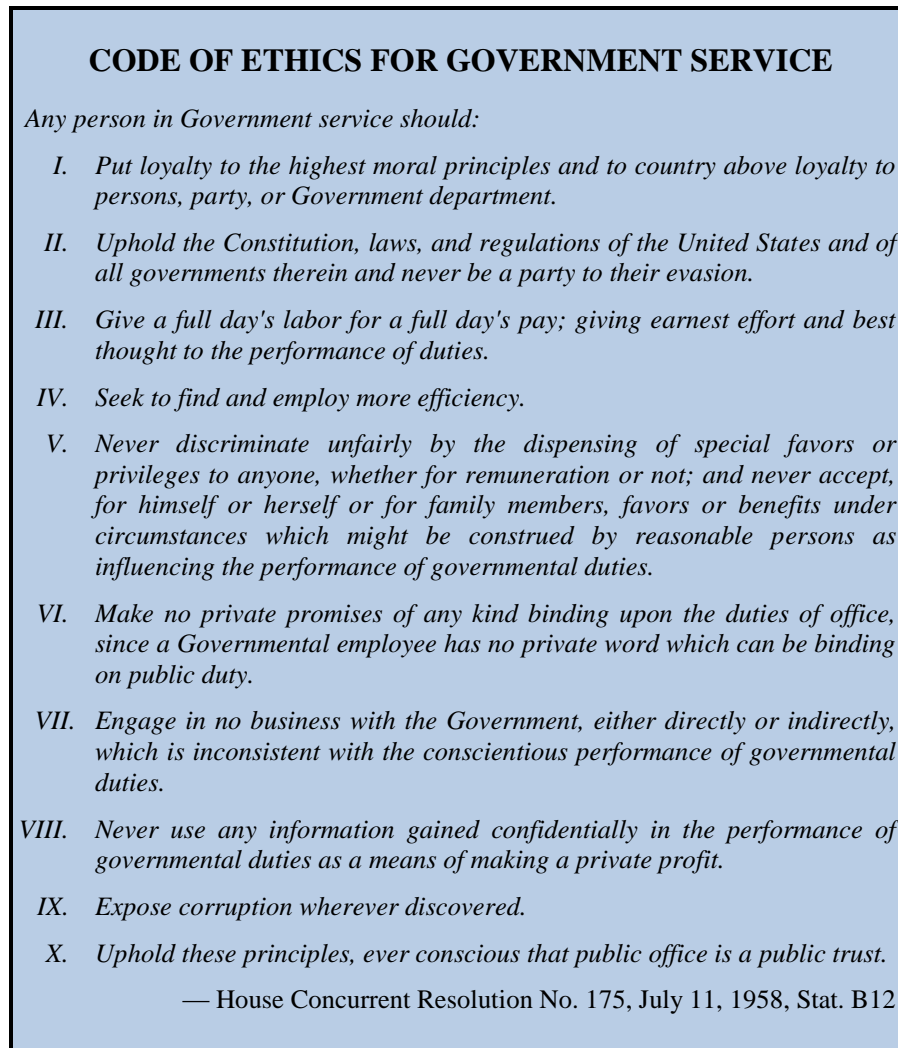 CODE OF ETHICS FOR GOVERNMENT SERVICE
Any person in Government service should:
I. Put loyalty to the highest moral principles and to country above loyalty to
persons, party, or Government department.
II. Uphold the Constitution, laws, and regulations of the United States and of
all governments therein and never be a party to their evasion.
III. Give a full day's labor for a full day's pay; giving earnest effort and best
thought to the performance of duties.
IV. Seek to find and employ more efficiency.
V. Never discriminate unfairly by the dispensing of special favors or
privileges to anyone, whether for remuneration or not; and never accept,
for himself or herself or for family members, favors or benefits under
circumstances which might be construed by reasonable persons as
influencing the performance of governmental duties.
VI. Make no private promises of any kind binding upon the duties of office,
since a Governmental employee has no private word which can be binding
on public duty.
VII. Engage in no business with the Government, either directly or indirectly,
which is inconsistent with the conscientious performance of governmental
duties.
VIII. Never use any information gained confidentially in the performance of
governmental duties as a means of making a private profit.
IX. Expose corruption wherever discovered.
X. Uphold these principles, ever conscious that public office is a public trust.
— House Concurrent Resolution No. 175, July 11, 1958, Stat. B12